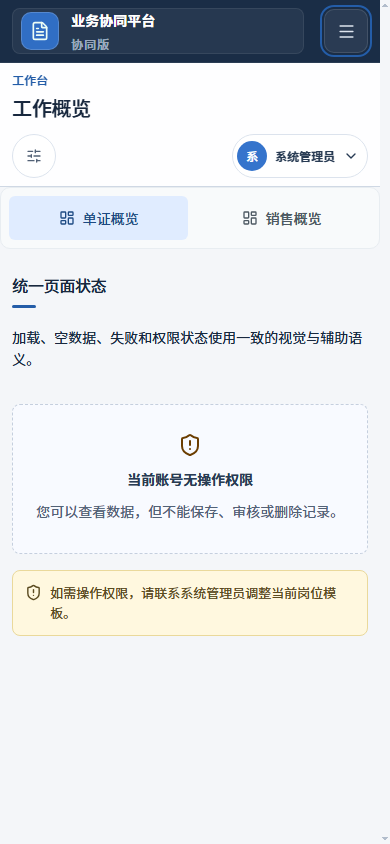 业务协同平台
协同版
工作台
工作概览
系
系统管理员
单证概览
销售概览
统一页面状态
加载、空数据、失败和权限状态使用一致的视觉与辅助语
义。
当前账号无操作权限
您可以查看数据，但不能保存、审核或删除记录。
如需操作权限，请联系系统管理员调整当前岗位模
板。